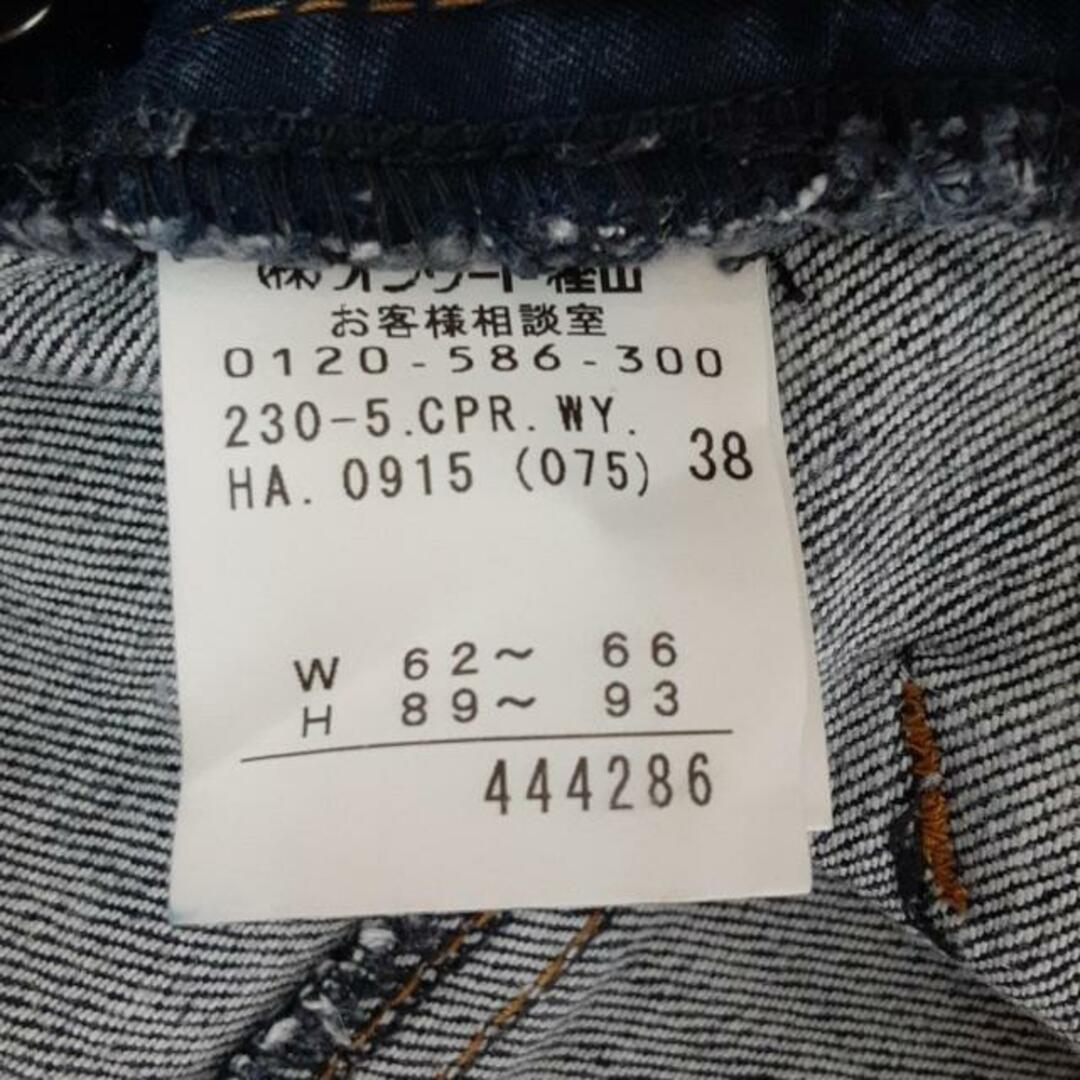 (株)オンワード樫山
お客様相談室
0120-586-300
230-5.CPR.WY.
HA.0915(075) 38
W 62～ 66
H 89～ 93
444286